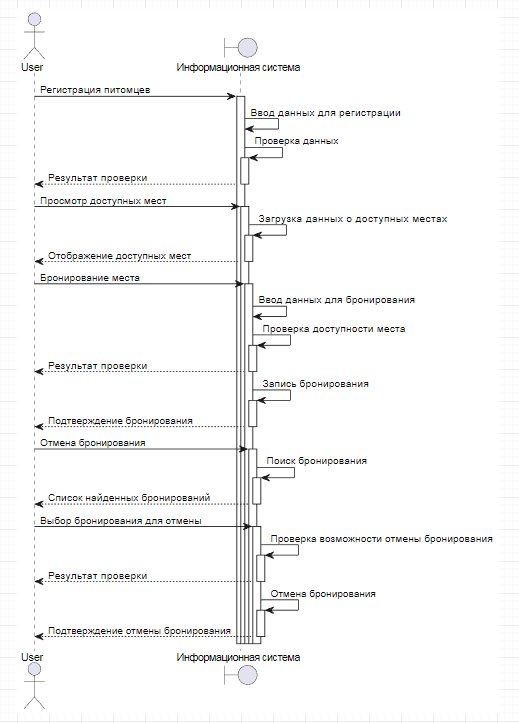 User
Информационная система
Регистрация питомцев
Ввод данных для регистрации
Проверка данных
Результат проверки
Просмотр доступных мест
Загрузка данных о доступных местах
Отображение доступных мест
Бронирование места
Ввод данных для бронирования
Проверка доступности места
Результат проверки
Запись бронирования
Подтверждение бронирования
Отмена бронирования
Поиск бронирования
Список найденных бронирований
Выбор бронирования для отмены
Проверка возможности отмены бронирования
Результат проверки
Отмена бронирования
Подтверждение отмены бронирования
User
Информационная система